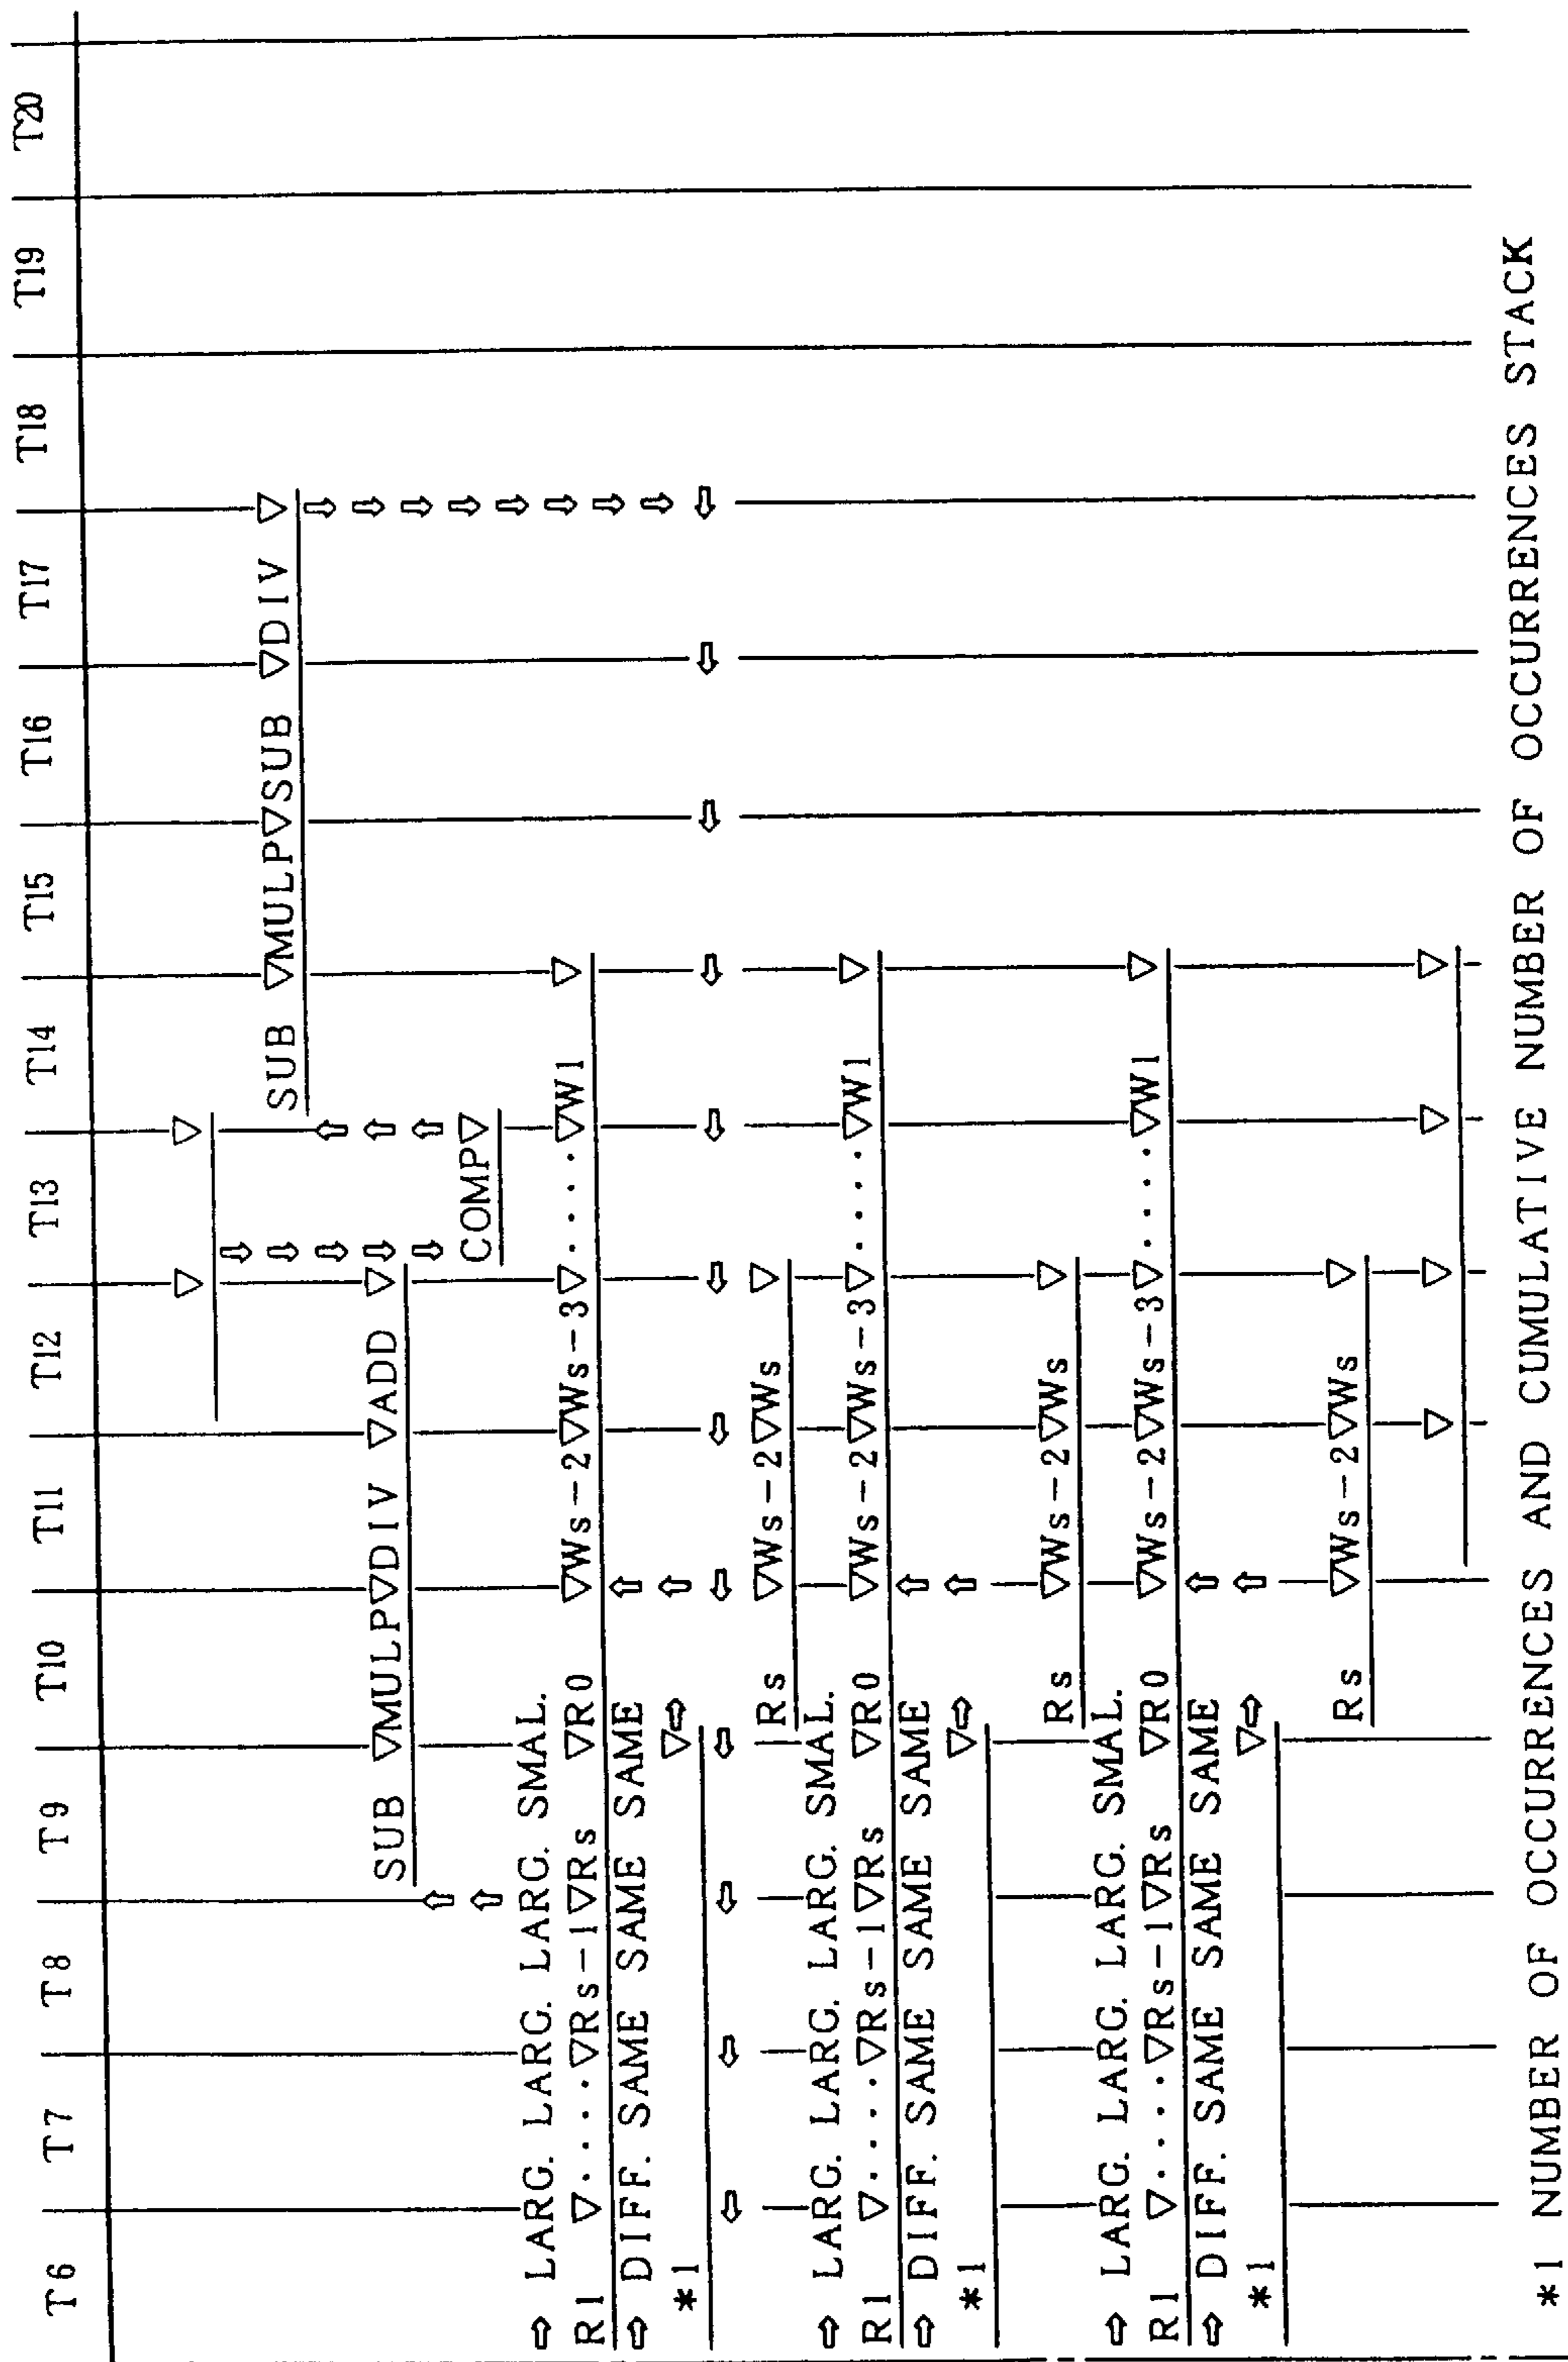 T6 T7 T8 T9 T10 T11 T12 T13 T14 T15 T16 T17 T18 T19 T20
SUB ▽MULP▽SUB ▽DIV ▽
SUB ▽MULP▽DIV ▽ADD ▽
COMP▽
⇨ LARG. LARG. LARG. SMAL.
R1 ▽····▽Rs-1▽Rs ▽R0 ▽Ws-2▽Ws-3▽·····▽W1 ▽
⇨ DIFF. SAME SAME SAME
*1
Rs ▽Ws-2▽Ws ▽
⇨ LARG. LARG. LARG. SMAL.
R1 ▽····▽Rs-1▽Rs ▽R0 ▽Ws-2▽Ws-3▽·····▽W1 ▽
⇨ DIFF. SAME SAME SAME
*1
Rs ▽Ws-2▽Ws ▽
⇨ LARG. LARG. LARG. SMAL.
R1 ▽····▽Rs-1▽Rs ▽R0 ▽Ws-2▽Ws-3▽·····▽W1 ▽
⇨ DIFF. SAME SAME SAME
*1
Rs ▽Ws-2▽Ws ▽
*1 NUMBER OF OCCURRENCES AND CUMULATIVE NUMBER OF OCCURRENCES STACK